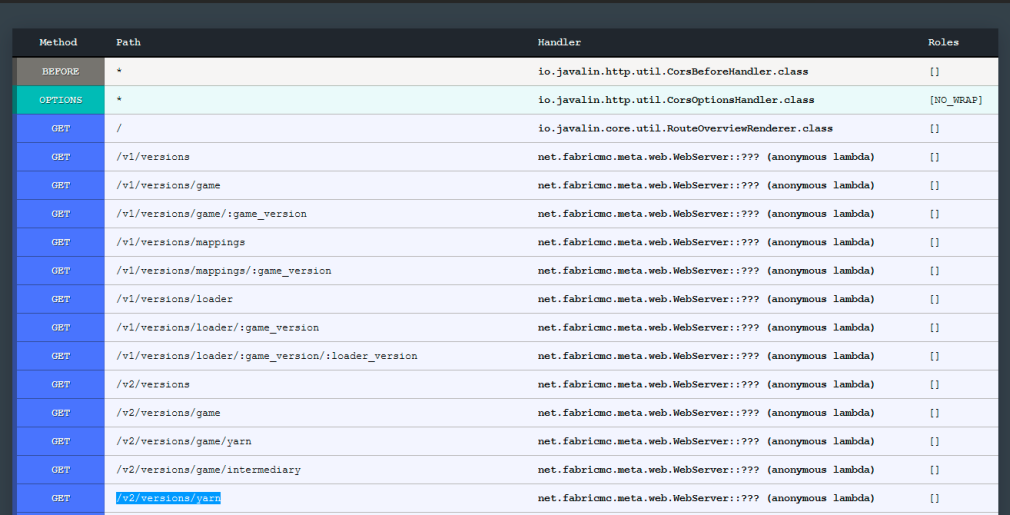 Method Path Handler Roles
BEFORE * io.javalin.http.util.CorsBeforeHandler.class []
OPTIONS * io.javalin.http.util.CorsOptionsHandler.class [NO_WRAP]
GET / io.javalin.core.util.RouteOverviewRenderer.class []
GET /v1/versions net.fabricmc.meta.web.WebServer::??? (anonymous lambda) []
GET /v1/versions/game net.fabricmc.meta.web.WebServer::??? (anonymous lambda) []
GET /v1/versions/game/:game_version net.fabricmc.meta.web.WebServer::??? (anonymous lambda) []
GET /v1/versions/mappings net.fabricmc.meta.web.WebServer::??? (anonymous lambda) []
GET /v1/versions/mappings/:game_version net.fabricmc.meta.web.WebServer::??? (anonymous lambda) []
GET /v1/versions/loader net.fabricmc.meta.web.WebServer::??? (anonymous lambda) []
GET /v1/versions/loader/:game_version net.fabricmc.meta.web.WebServer::??? (anonymous lambda) []
GET /v1/versions/loader/:game_version/:loader_version net.fabricmc.meta.web.WebServer::??? (anonymous lambda) []
GET /v2/versions net.fabricmc.meta.web.WebServer::??? (anonymous lambda) []
GET /v2/versions/game net.fabricmc.meta.web.WebServer::??? (anonymous lambda) []
GET /v2/versions/game/yarn net.fabricmc.meta.web.WebServer::??? (anonymous lambda) []
GET /v2/versions/game/intermediary net.fabricmc.meta.web.WebServer::??? (anonymous lambda) []
GET /v2/versions/yarn net.fabricmc.meta.web.WebServer::??? (anonymous lambda) []